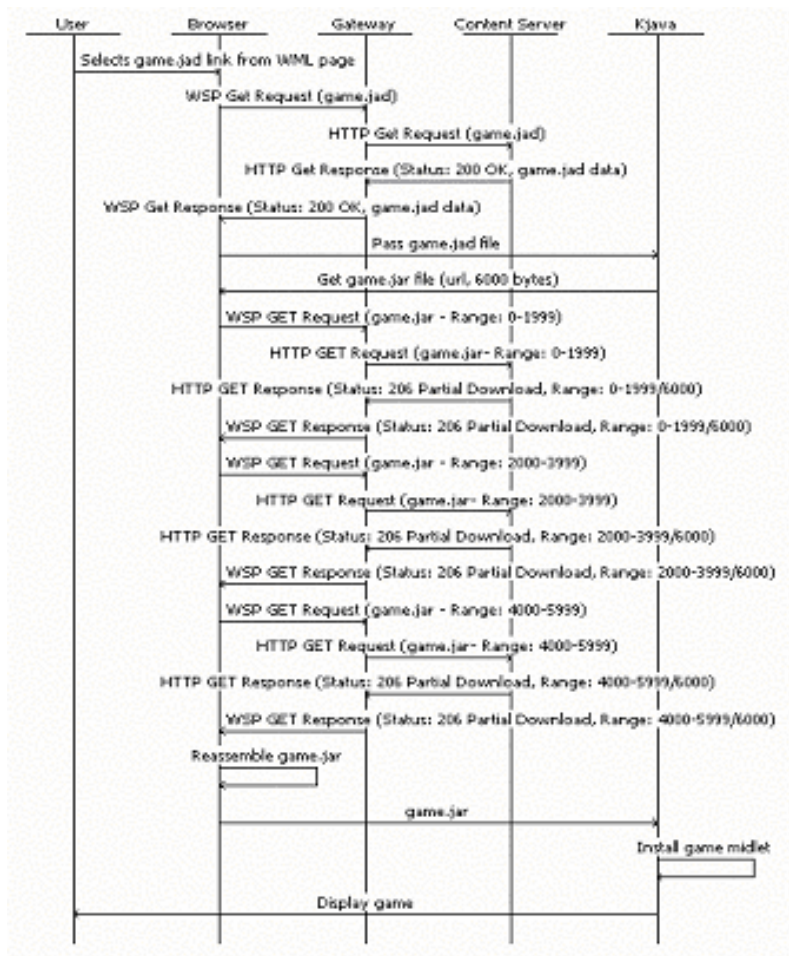 User Browser Gateway Content Server Kjava
Selects game.jad link from WML page
WSP Get Request (game.jad)
HTTP Get Request (game.jad)
HTTP Get Response (Status: 200 OK, game.jad data)
WSP Get Response (Status: 200 OK, game.jad data)
Pass game.jad file
Get game.jar file (url, 6000 bytes)
WSP GET Request (game.jar - Range: 0-1999)
HTTP GET Request (game.jar- Range: 0-1999)
HTTP GET Response (Status: 206 Partial Download, Range: 0-1999/6000)
WSP GET Response (Status: 206 Partial Download, Range: 0-1999/6000)
WSP GET Request (game.jar - Range: 2000-3999)
HTTP GET Request (game.jar- Range: 2000-3999)
HTTP GET Response (Status: 206 Partial Download, Range: 2000-3999/6000)
WSP GET Response (Status: 206 Partial Download, Range: 2000-3999/6000)
WSP GET Request (game.jar - Range: 4000-5999)
HTTP GET Request (game.jar- Range: 4000-5999)
HTTP GET Response (Status: 206 Partial Download, Range: 4000-5999/6000)
WSP GET Response (Status: 206 Partial Download, Range: 4000-5999/6000)
Reassemble game.jar
game.jar
Install game midlet
Display game